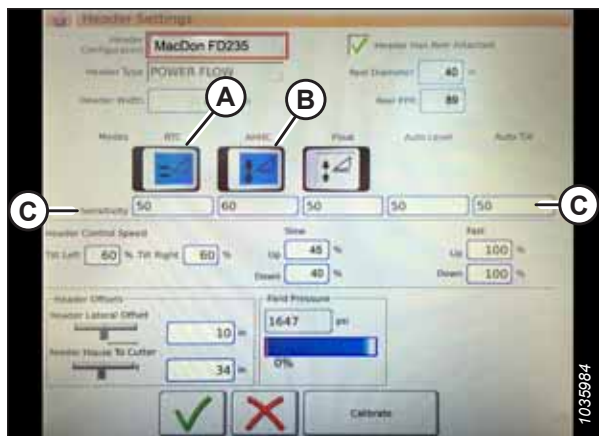 Header Settings
Header Configuration MacDon FD235 Header Has Reel Attached
Header Type POWER FLOW Reel Diameter 40 in
Header Width Reel PPR 89
A B
Modes RTC AHHC Float Auto Level Auto Tilt
C Sensitivity 50 60 50 50 50 C
Header Control Speed Slow Fast
Tilt Left 60 % Tilt Right 60 % Up 45 % Up 100 %
Down 40 % Down 100 %
Header Offsets Field Pressure
Header Lateral Offset 10 in 1647 psi
Feeder House To Cutter 34 in 0%
Calibrate
1035984